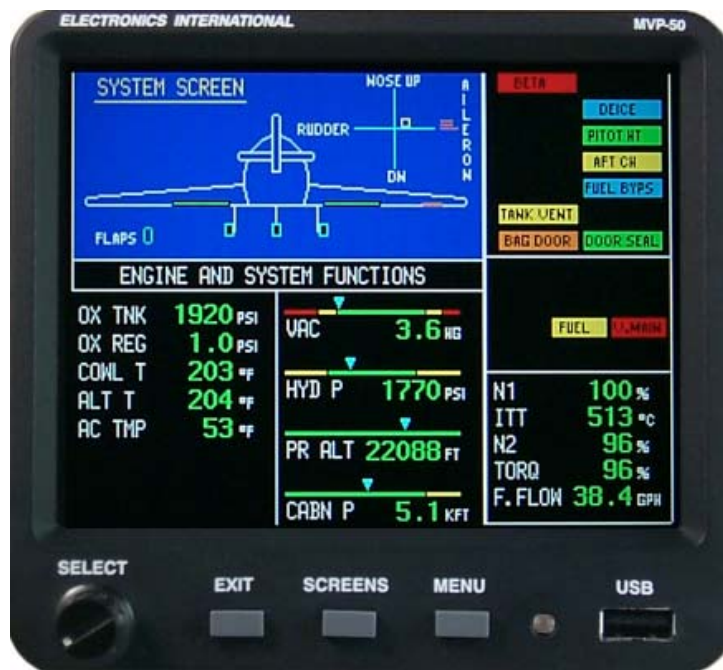 ELECTRONICS INTERNATIONAL
MVP-50
SYSTEM SCREEN
NOSE UP
AILERON
RUDDER
DN
FLAPS 0
BETA
DEICE
PITOT HT
AFT CH
FUEL BYPS
TANK VENT
BAG DOOR DOOR SEAL
ENGINE AND SYSTEM FUNCTIONS
OX TNK 1920 PSI
OX REG 1.0 PSI
COWL T 203 °F
ALT T 204 °F
AC TMP 53 °F
VAC 3.6 HG
HYD P 1770 PSI
PR ALT 22088 FT
CABN P 5.1 KFT
FUEL V.MAIN
N1 100 %
ITT 513 °C
N2 96 %
TORQ 96 %
F.FLOW 38.4 GPH
SELECT
EXIT
SCREENS
MENU
USB